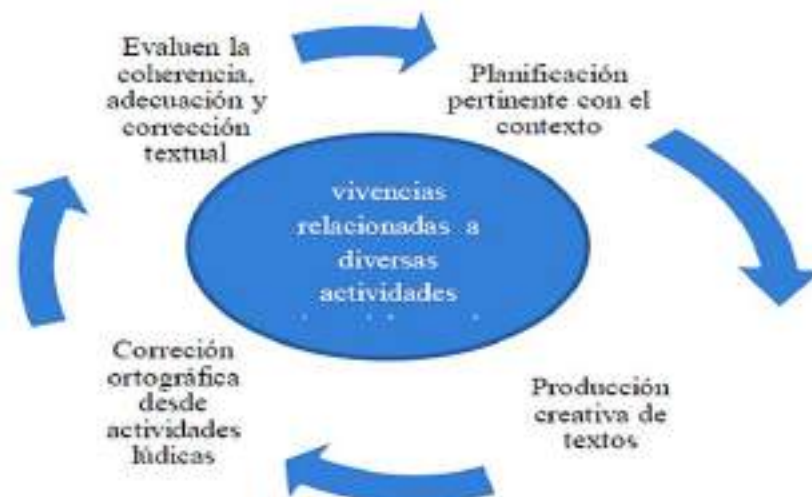 Evaluen la
coherencia,
adecuación y
corrección
textual
Planificación
pertinente con el
contexto
vivencias
relacionadas a
diversas
actividades
Correción
ortográfica
desde
actividades
lúdicas
Producción
creativa de
textos